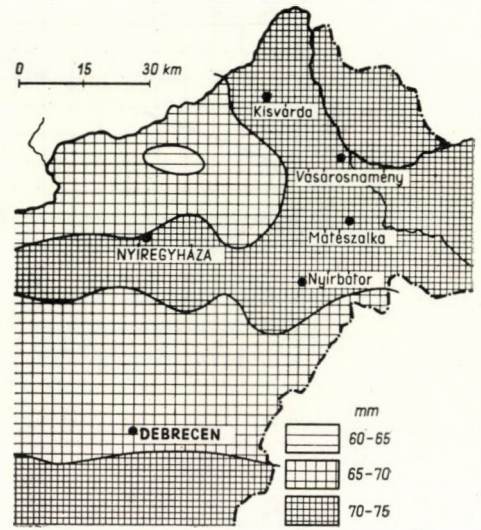 0 15 30 km
Kisvárda
Vásárosnamény
Mátészalka
NYÍREGYHÁZA
Nyírbátor
DEBRECEN
mm
60-65
65-70
70-75